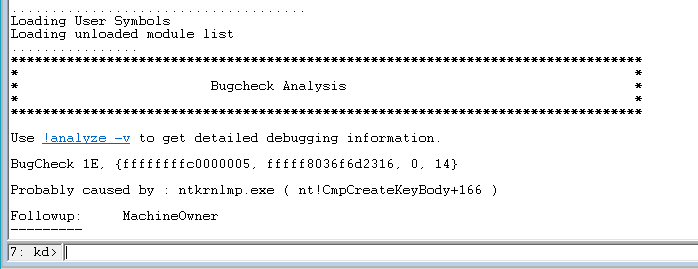 ......................................
Loading User Symbols
Loading unloaded module list
................
*******************************************************************************
*                                                                             *
*                        Bugcheck Analysis                                    *
*                                                                             *
*******************************************************************************
Use !analyze -v to get detailed debugging information.
BugCheck 1E, {ffffffffc0000005, fffff8036f6d2316, 0, 14}
Probably caused by : ntkrnlmp.exe ( nt!CmpCreateKeyBody+166 )
Followup:     MachineOwner
---------
7: kd>